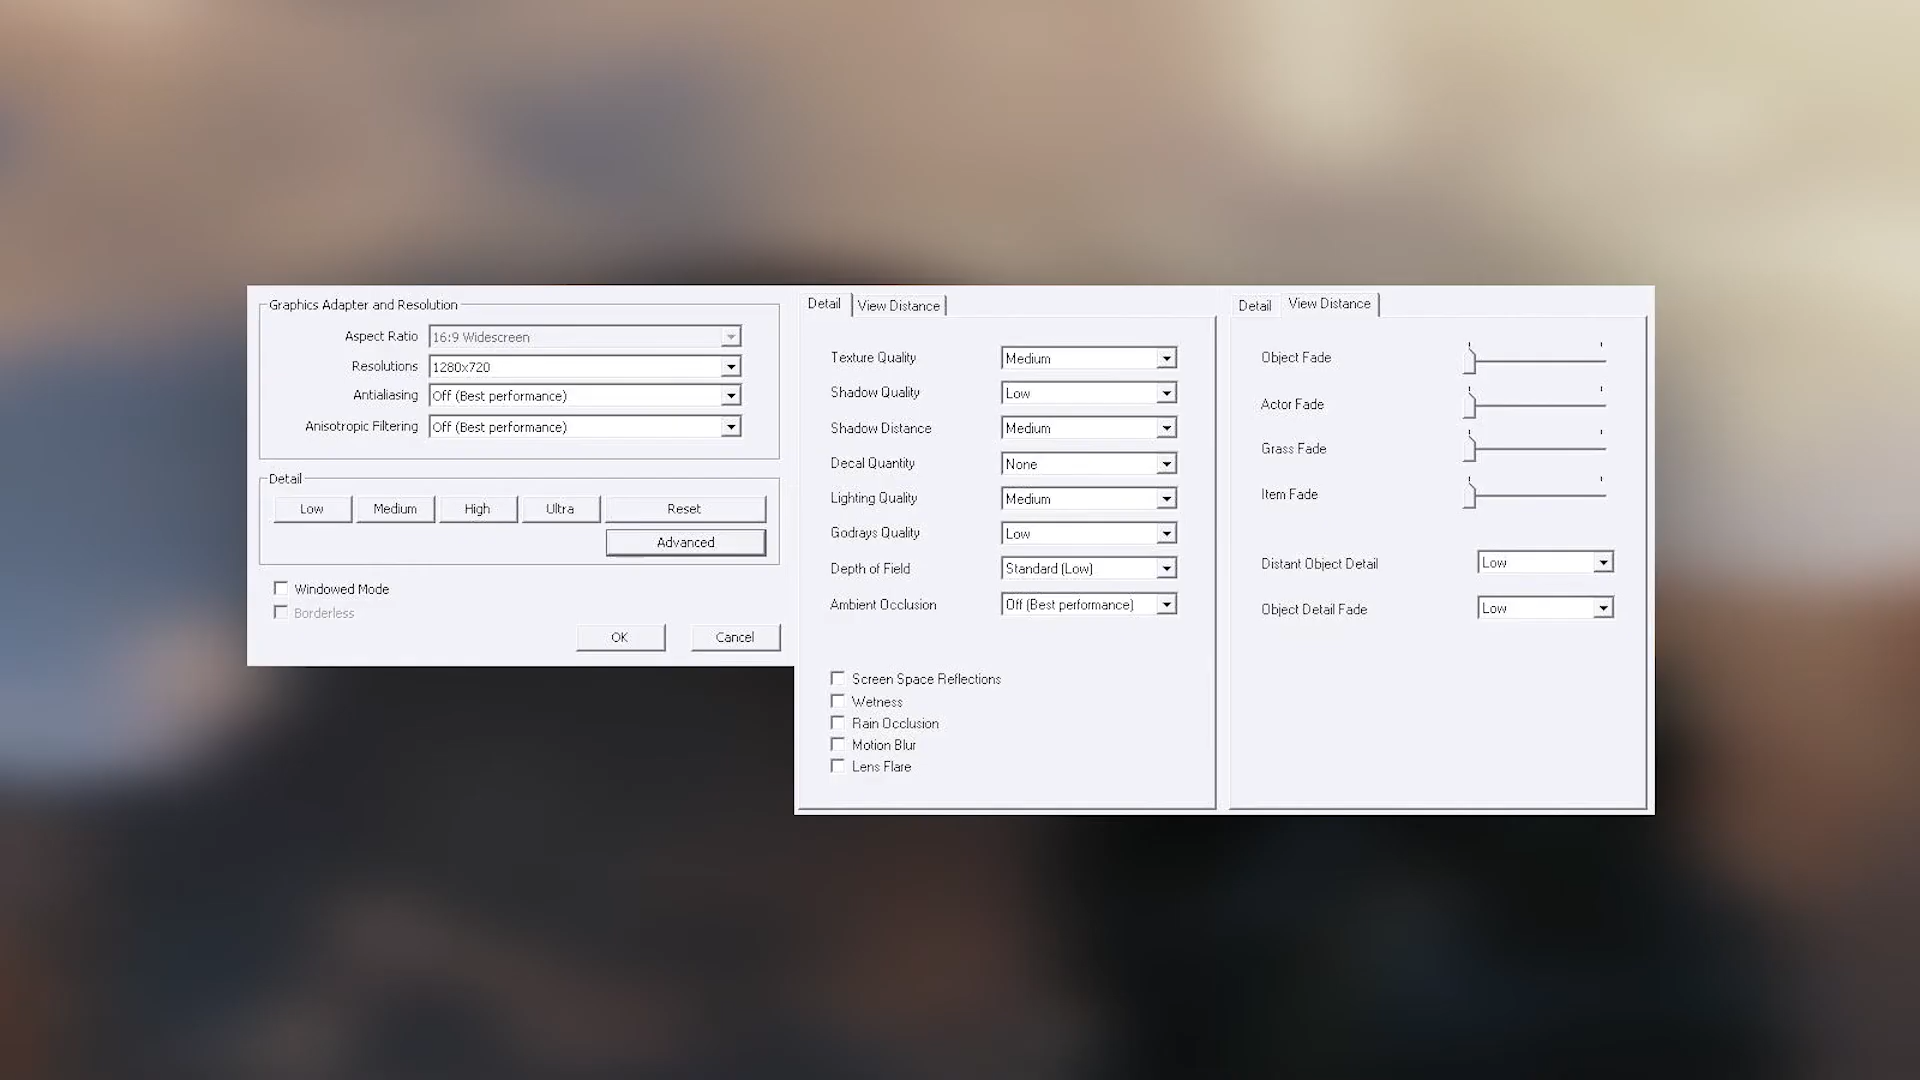 Graphics Adapter and Resolution
Aspect Ratio 16:9 Widescreen
Resolutions 1280x720
Antialiasing Off (Best performance)
Anisotropic Filtering Off (Best performance)
Detail
Low Medium High Ultra Reset
Advanced
Windowed Mode
Borderless
OK Cancel
Detail View Distance
Texture Quality Medium
Shadow Quality Low
Shadow Distance Medium
Decal Quantity None
Lighting Quality Medium
Godrays Quality Low
Depth of Field Standard (Low)
Ambient Occlusion Off (Best performance)
Screen Space Reflections
Wetness
Rain Occlusion
Motion Blur
Lens Flare
Detail View Distance
Object Fade
Actor Fade
Grass Fade
Item Fade
Distant Object Detail Low
Object Detail Fade Low